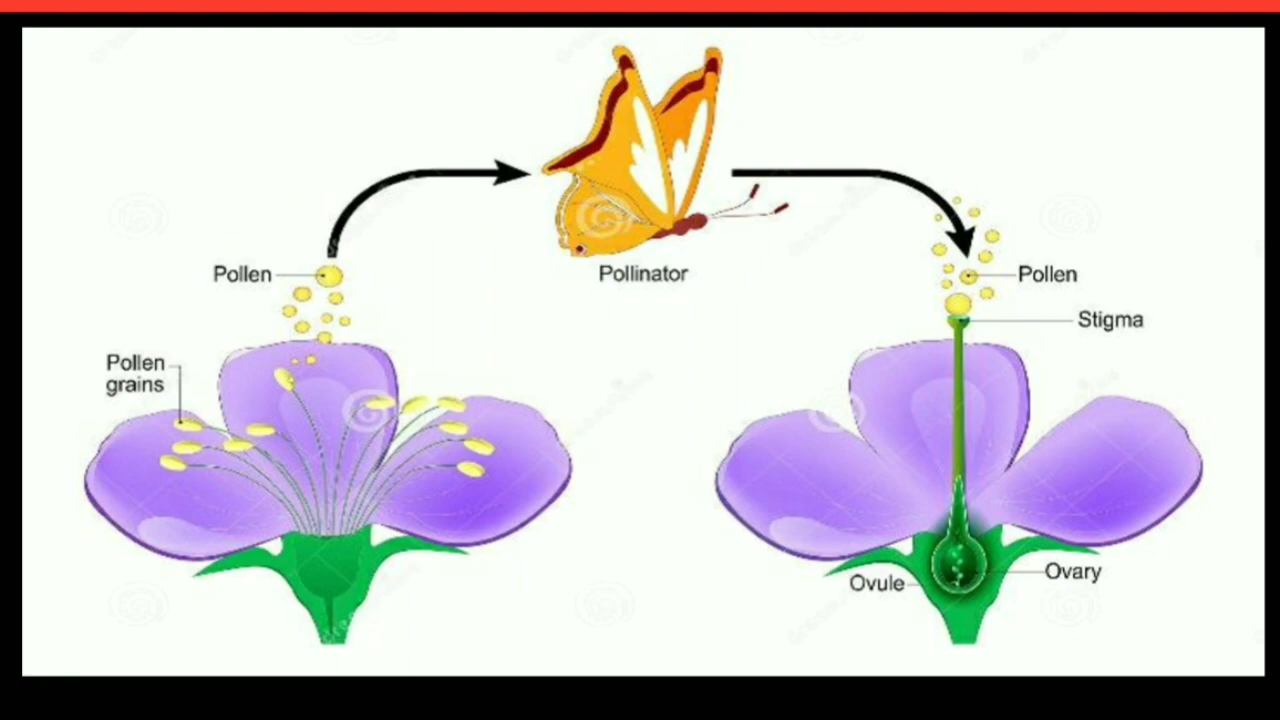 Pollen
Pollinator
Pollen
Stigma
Pollen
grains
Ovule
Ovary